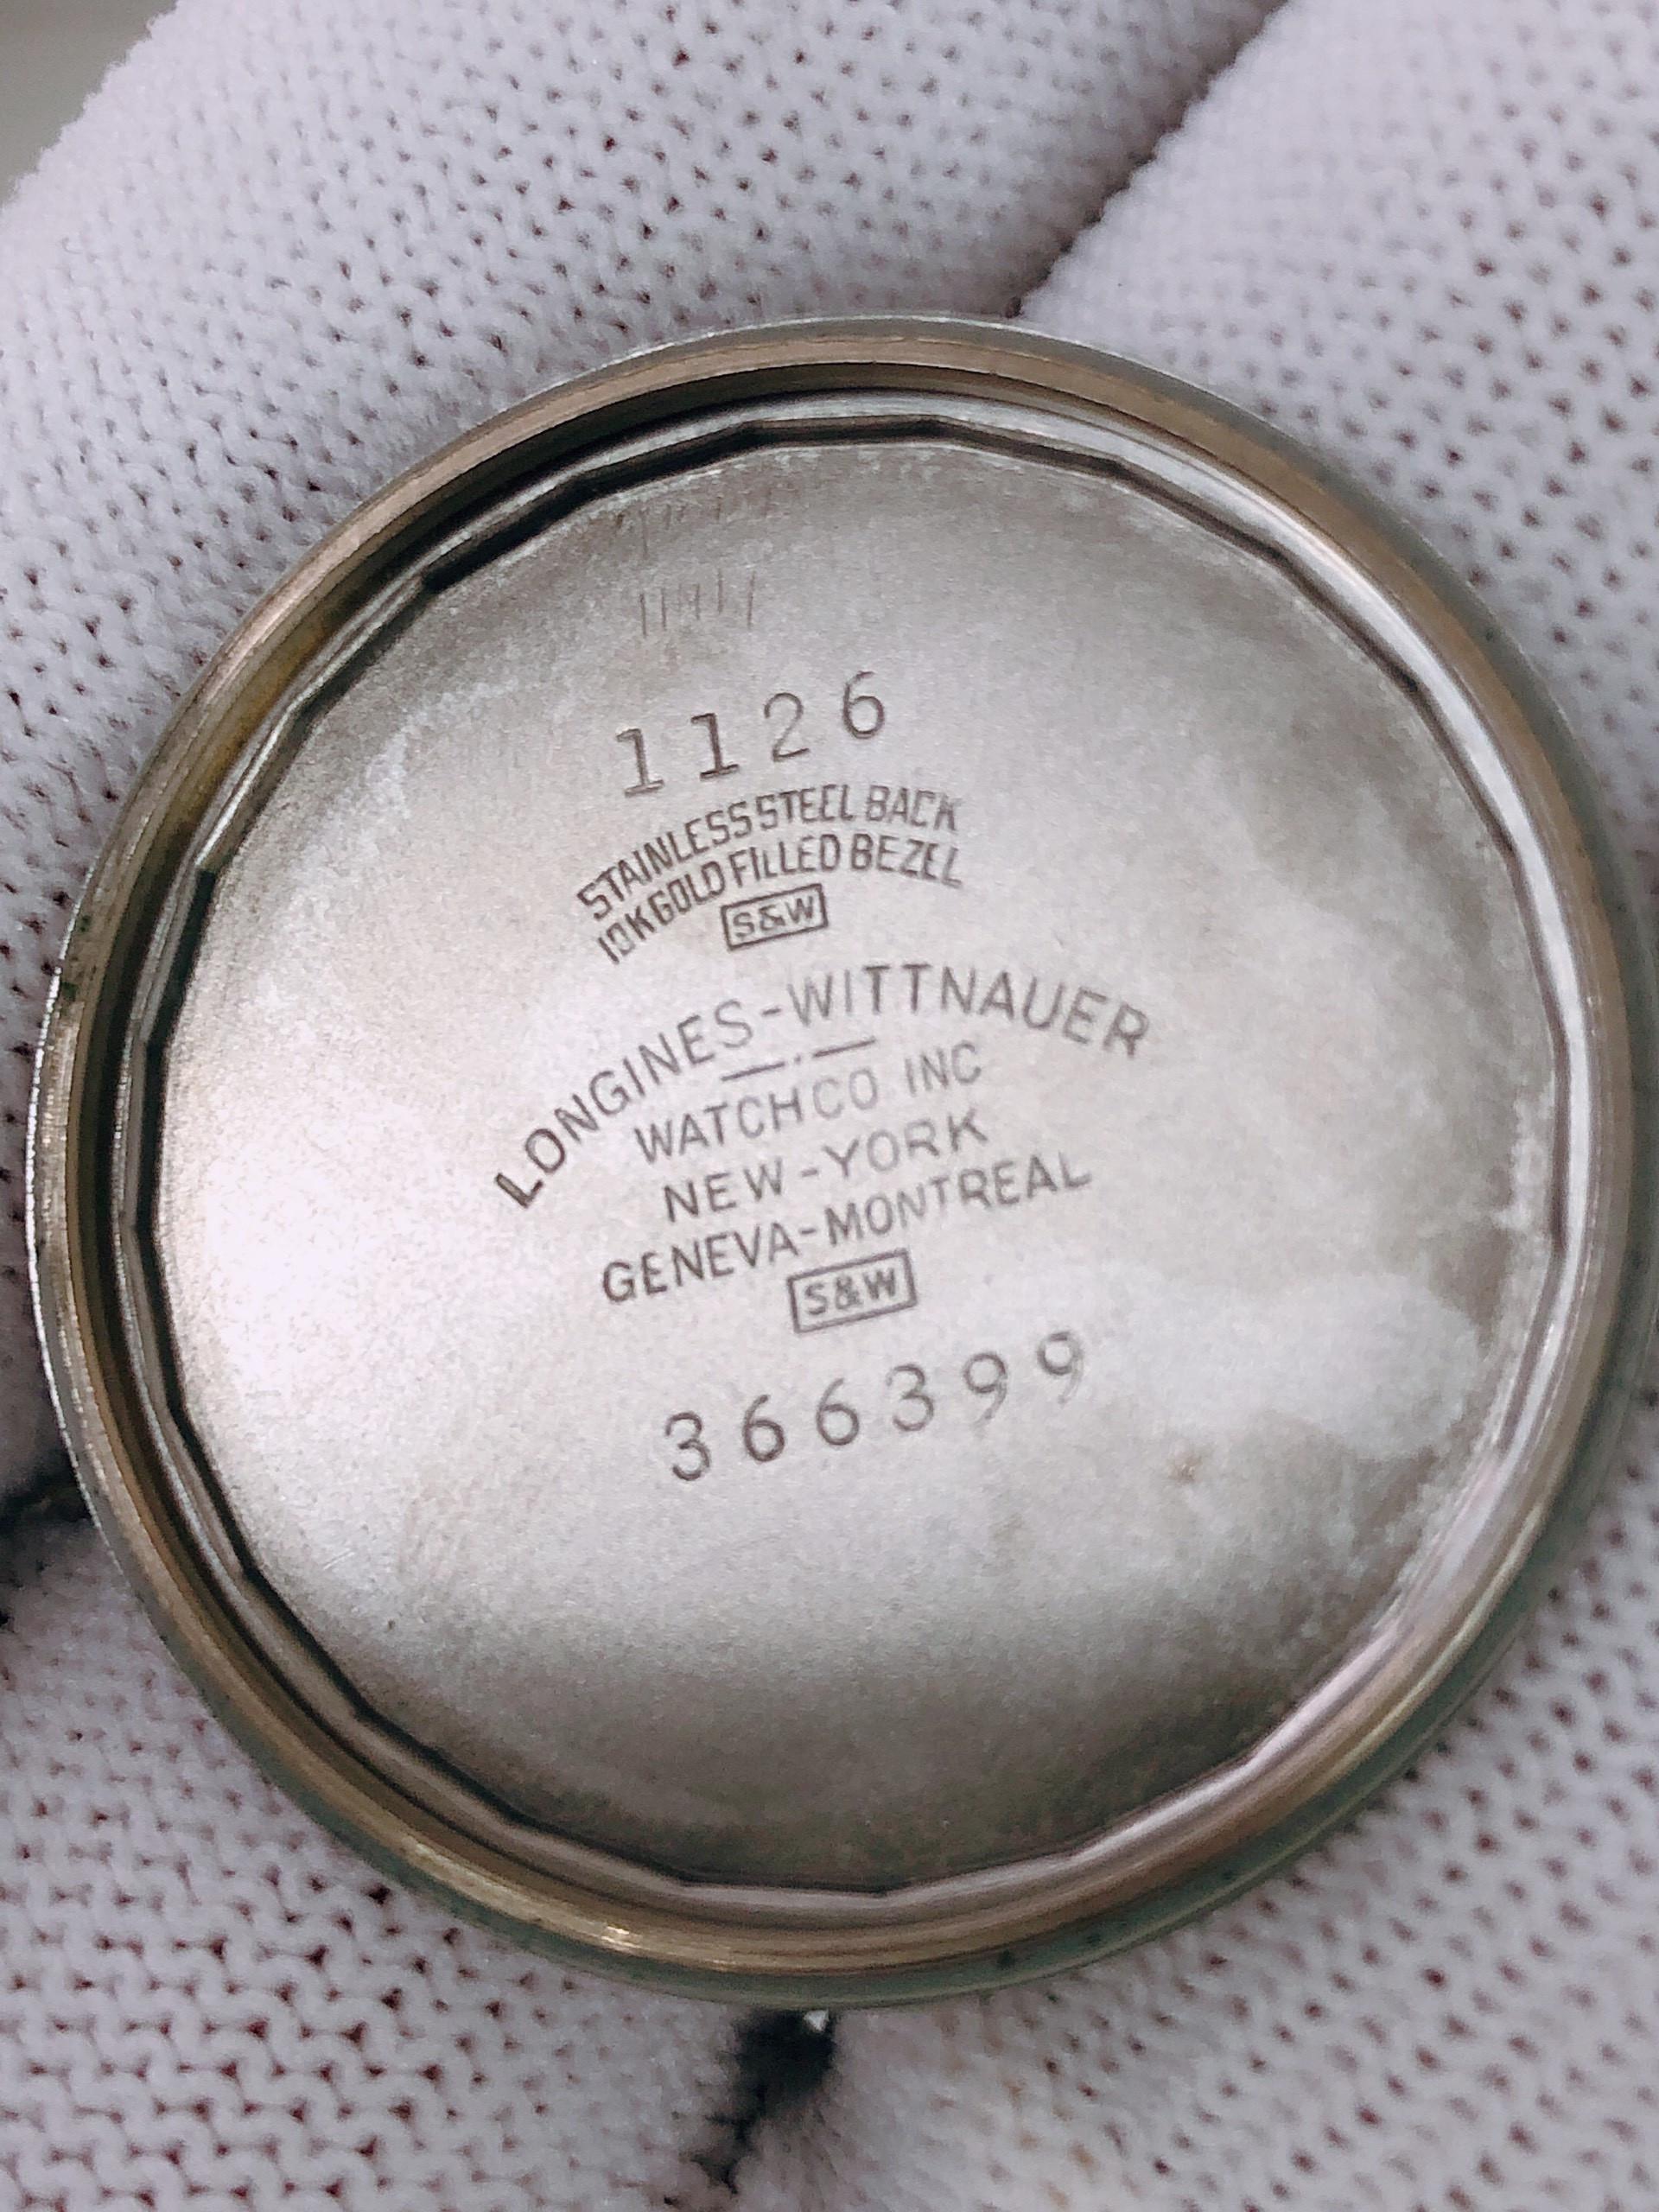 1126
STAINLESS STEEL BACK
10K GOLD FILLED BEZEL
S&W
LONGINES-WITTNAUER
WATCH CO INC
NEW-YORK
GENEVA-MONTREAL
S&W
366399